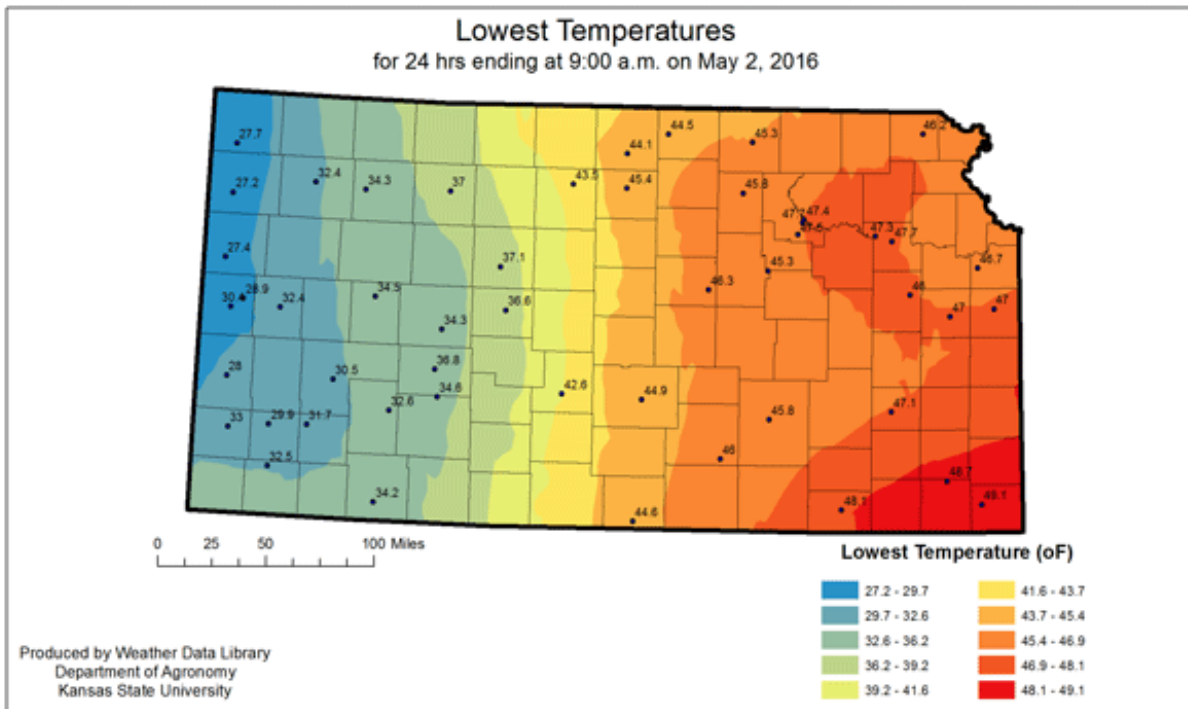 Lowest Temperatures
for 24 hrs ending at 9:00 a.m. on May 2, 2016
44.5
46.2
27.7
44.1
45.3
32.4
34.3
37
43.5
45.4
45.8
27.2
47.4
47.3
47.7
27.4
37.1
45.3
46.7
28.9
32.4
34.5
36.6
46.3
46
47
47
34.3
28
30.5
36.8
34.6
42.6
44.9
32.6
45.8
47.1
33
29.9
31.7
32.5
46
48.7
34.2
44.6
48.1
49.1
0 25 50 100 Miles
Lowest Temperature (oF)
27.2 - 29.7
29.7 - 32.6
32.6 - 36.2
36.2 - 39.2
39.2 - 41.6
41.6 - 43.7
43.7 - 45.4
45.4 - 46.9
46.9 - 48.1
48.1 - 49.1
Produced by Weather Data Library
Department of Agronomy
Kansas State University